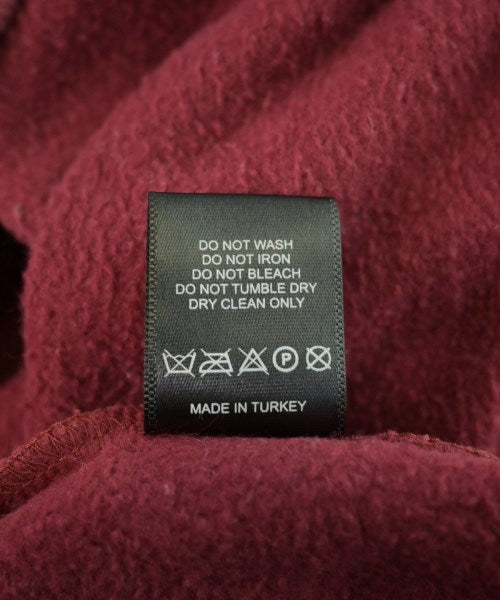 DO NOT WASH
DO NOT IRON
DO NOT BLEACH
DO NOT TUMBLE DRY
DRY CLEAN ONLY
P
MADE IN TURKEY